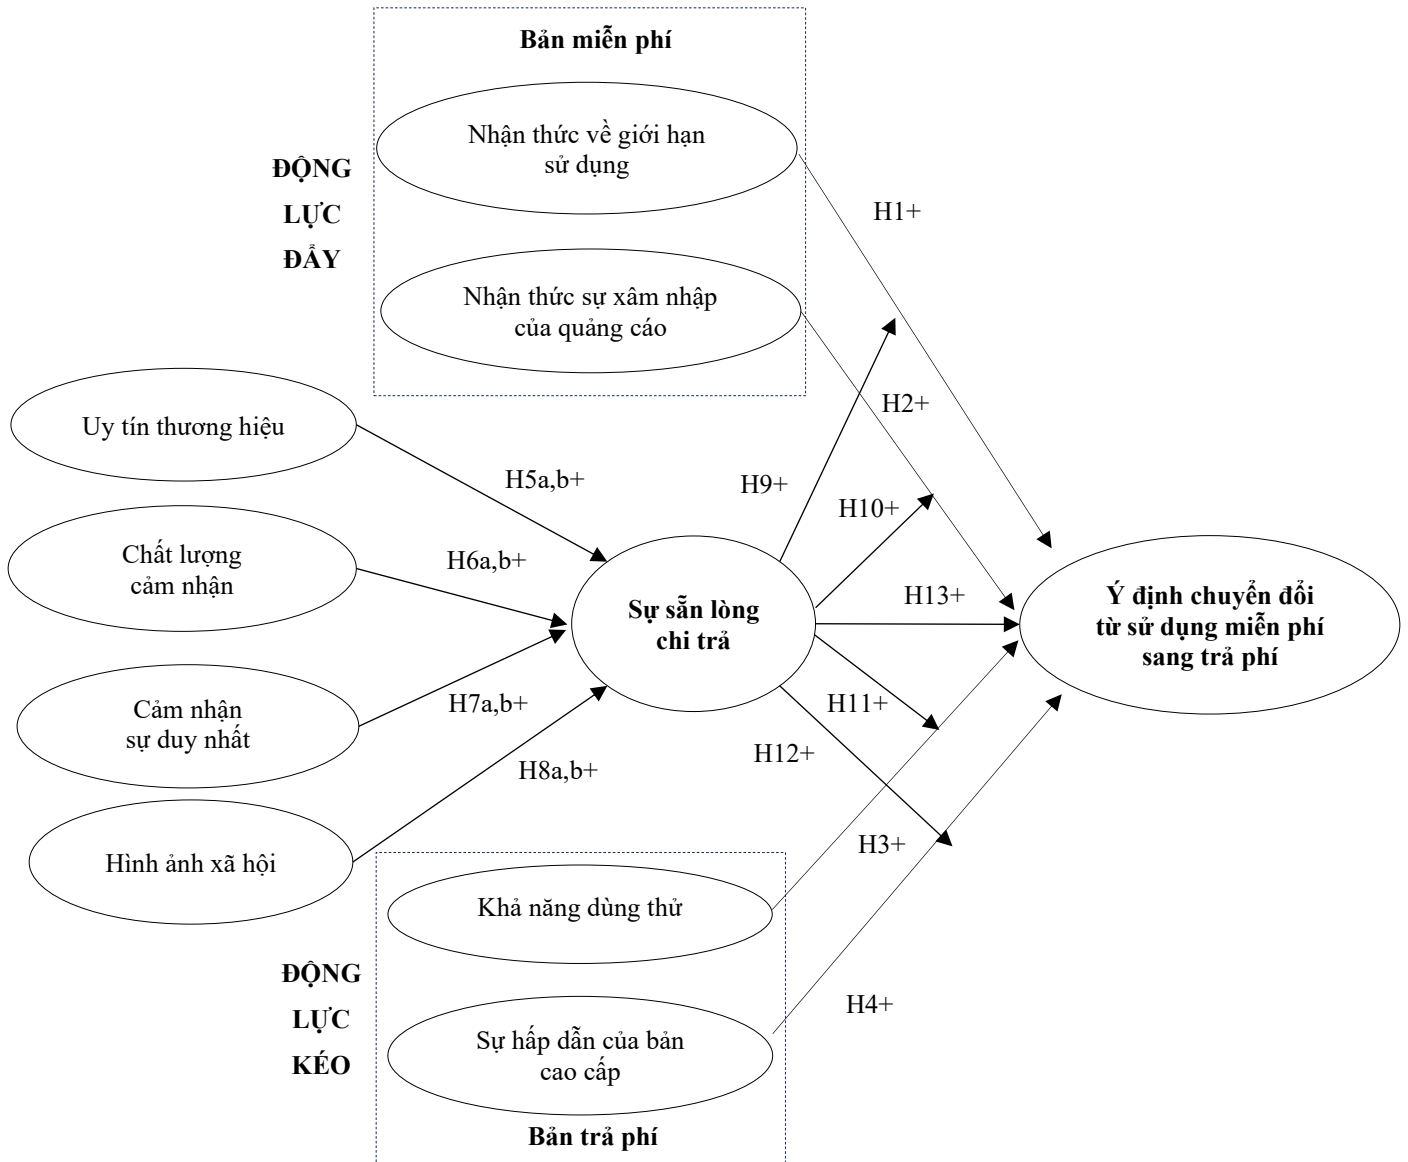 Bản miễn phí
Nhận thức về giới hạn
sử dụng
ĐỘNG
LỰC
ĐẨY
H1+
Nhận thức sự xâm nhập
của quảng cáo
H2+
Uy tín thương hiệu
H5a,b+
H9+
H10+
Chất lượng
cảm nhận
H6a,b+
Sự sẵn lòng
chi trả
H13+
Ý định chuyển đổi
từ sử dụng miễn phí
sang trả phí
Cảm nhận
sự duy nhất
H7a,b+
H11+
H12+
H8a,b+
Hình ảnh xã hội
H3+
Khả năng dùng thử
ĐỘNG
LỰC
KÉO
H4+
Sự hấp dẫn của bản
cao cấp
Bản trả phí